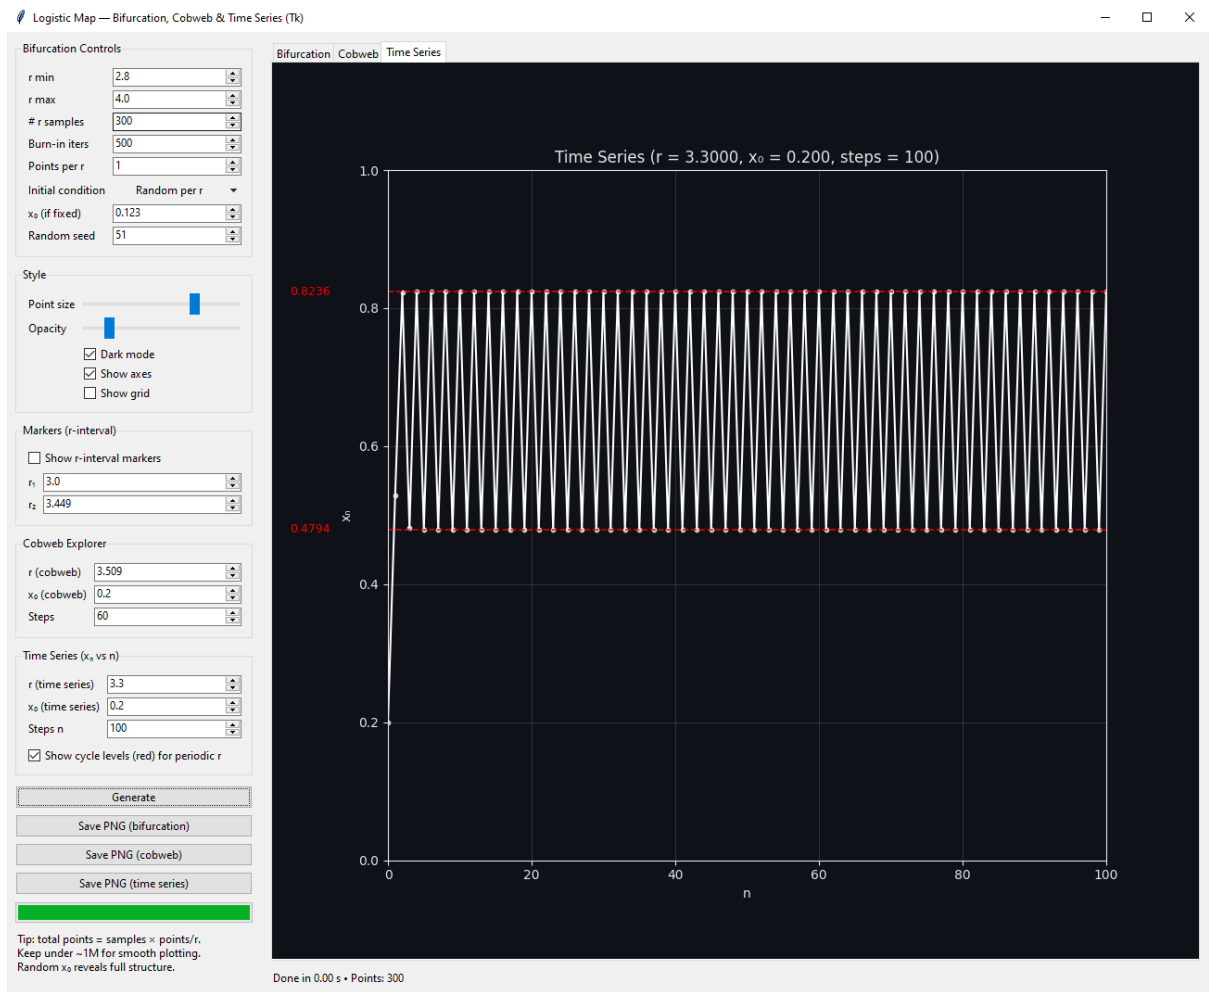 Logistic Map — Bifurcation, Cobweb & Time Series (Tk)
Bifurcation Controls
r min 2.8
r max 4.0
# r samples 300
Burn-in iters 500
Points per r 1
Initial condition Random per r
x₀ (if fixed) 0.123
Random seed 51
Style
Point size
Opacity
Dark mode
Show axes
Show grid
Markers (r-interval)
Show r-interval markers
r₁ 3.0
r₂ 3.449
Cobweb Explorer
r (cobweb) 3.509
x₀ (cobweb) 0.2
Steps 60
Time Series (xₙ vs n)
r (time series) 3.3
x₀ (time series) 0.2
Steps n 100
Show cycle levels (red) for periodic r
Generate
Save PNG (bifurcation)
Save PNG (cobweb)
Save PNG (time series)
Tip: total points = samples × points/r.
Keep under ~1M for smooth plotting.
Random x₀ reveals full structure.
Bifurcation Cobweb Time Series
Time Series (r = 3.3000, x₀ = 0.200, steps = 100)
1.0
0.8236
0.8
0.6
0.4794
xₙ
0.4
0.2
0.0
0 20 40 60 80 100
n
Done in 0.00 s • Points: 300